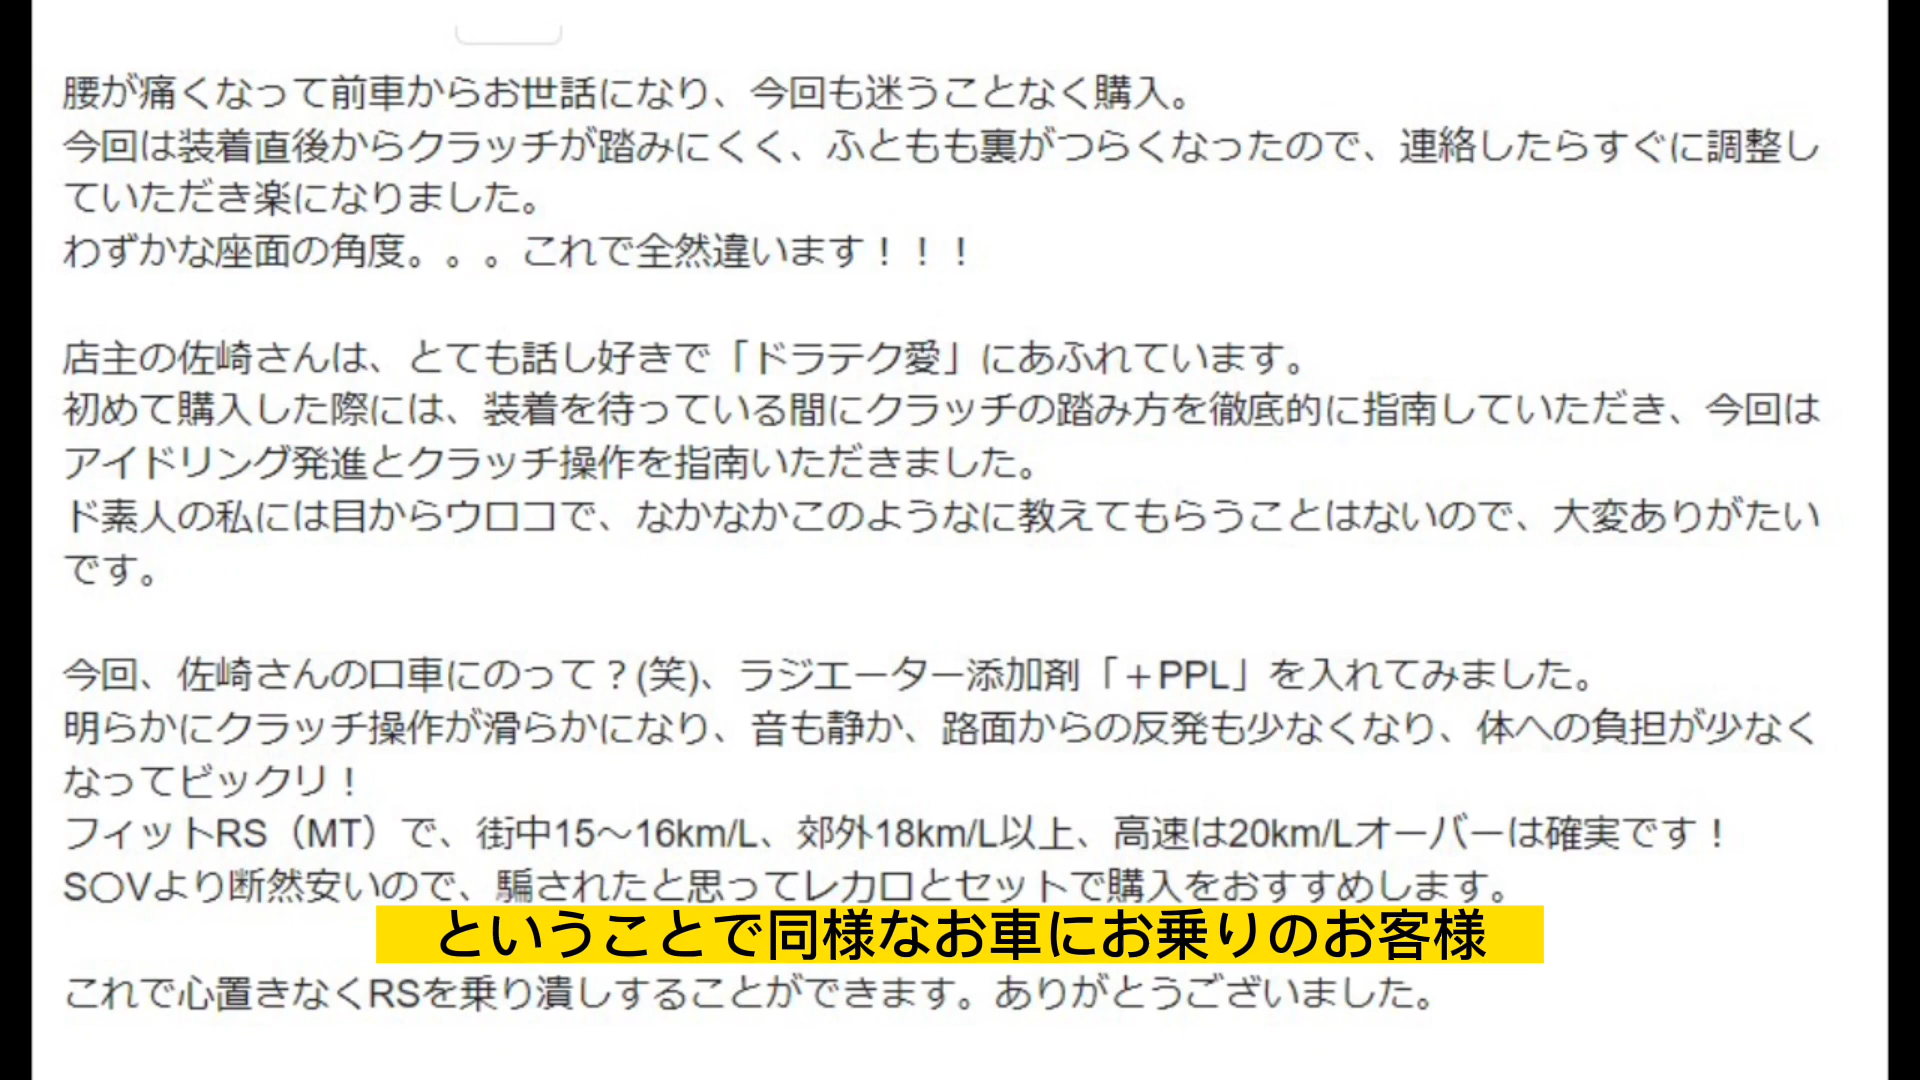 腰が痛くなって前車からお世話になり、今回も迷うことなく購入。
今回は装着直後からクラッチが踏みにくく、ふともも裏がつらくなったので、連絡したらすぐに調整し
ていただき楽になりました。
わずかな座面の角度。。。これで全然違います！！！
店主の佐崎さんは、とても話し好きで「ドラテク愛」にあふれています。
初めて購入した際には、装着を待っている間にクラッチの踏み方を徹底的に指南していただき、今回は
アイドリング発進とクラッチ操作を指南いただきました。
ド素人の私には目からウロコで、なかなかこのようなに教えてもらうことはないので、大変ありがたい
です。
今回、佐崎さんの口車にのって？(笑)、ラジエーター添加剤「＋PPL」を入れてみました。
明らかにクラッチ操作が滑らかになり、音も静か、路面からの反発も少なくなり、体への負担が少なく
なってビックリ！
フィットRS（MT）で、街中15～16km/L、郊外18km/L以上、高速は20km/Lオーバーは確実です！
S〇Vより断然安いので、騙されたと思ってレカロとセットで購入をおすすめします。
ということで同様なお車にお乗りのお客様
これで心置きなくRSを乗り潰しすることができます。ありがとうございました。